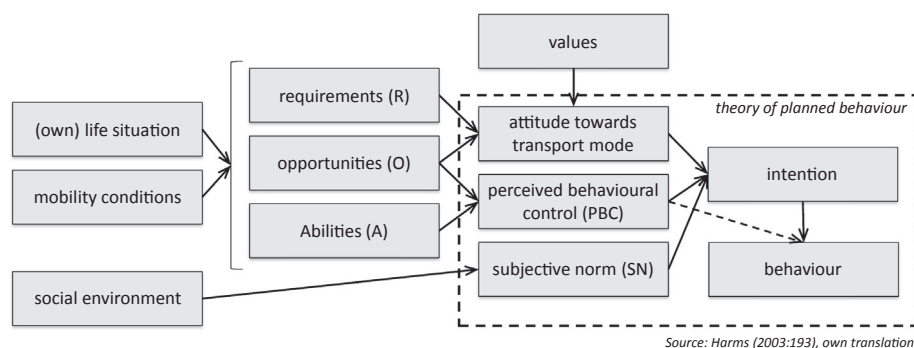 values
requirements (R)
theory of planned behaviour
(own) life situation
attitude towards
transport mode
opportunities (O)
intention
mobility conditions
perceived behavioural
control (PBC)
Abilities (A)
subjective norm (SN)
behaviour
social environment
Source: Harms (2003:193), own translation